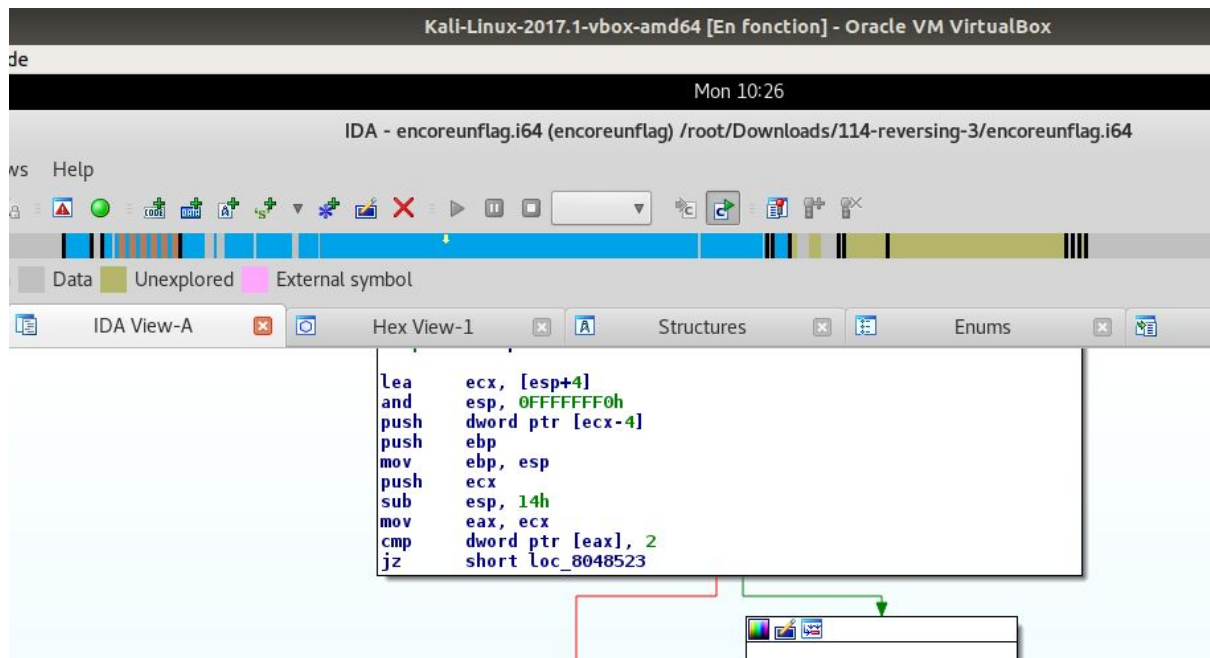 Kali-Linux-2017.1-vbox-amd64 [En fonction] - Oracle VM VirtualBox
de
Mon 10:26
IDA - encoreunflag.i64 (encoreunflag) /root/Downloads/114-reversing-3/encoreunflag.i64
ws Help
Data Unexplored External symbol
IDA View-A Hex View-1 Structures Enums
lea ecx, [esp+4]
and esp, 0FFFFFFF0h
push dword ptr [ecx-4]
push ebp
mov ebp, esp
push ecx
sub esp, 14h
mov eax, ecx
cmp dword ptr [eax], 2
jz short loc_8048523